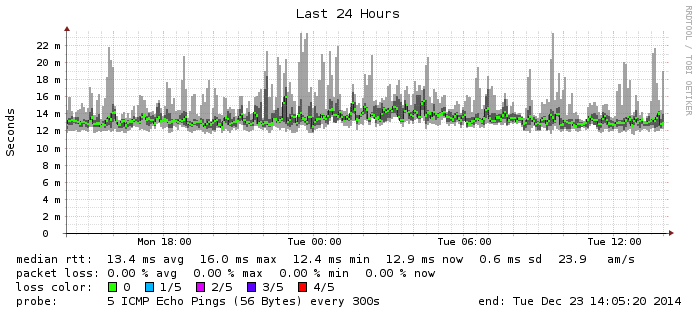 Last 24 Hours
RRDTOOL / TOBI OETIKER
Seconds
22 m
20 m
18 m
16 m
14 m
12 m
10 m
8 m
6 m
4 m
2 m
0
Mon 18:00 Tue 00:00 Tue 06:00 Tue 12:00
median rtt: 13.4 ms avg 16.0 ms max 12.4 ms min 12.9 ms now 0.6 ms sd 23.9 am/s
packet loss: 0.00 % avg 0.00 % max 0.00 % min 0.00 % now
loss color: 0 1/5 2/5 3/5 4/5
probe: 5 ICMP Echo Pings (56 Bytes) every 300s end: Tue Dec 23 14:05:20 2014